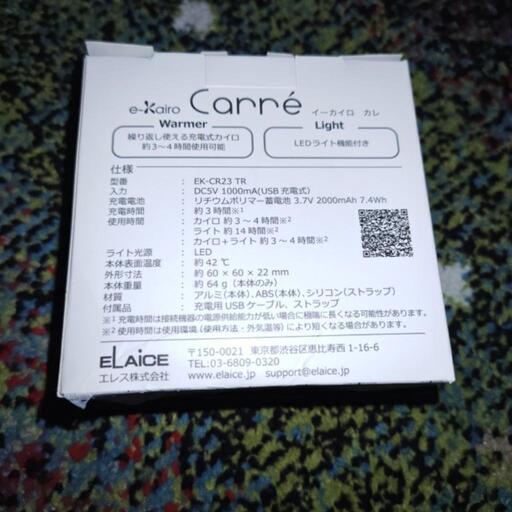 e-Kairo Carré イーカイロ カレ
Warmer
繰り返し使える充電式カイロ
約3～4時間使用可能
Light
LEDライト機能付き
仕様
型番 : EK-CR23 TR
入力 : DC5V 1000mA(USB充電式)
充電電池 : リチウムポリマー蓄電池 3.7V 2000mAh 7.4Wh
充電時間 : 約3時間※1
使用時間 : カイロ 約3～4時間※2
ライト 約14時間※2
カイロ+ライト 約3～4時間※2
ライト光源 : LED
本体表面温度 : 約42℃
外形寸法 : 約60×60×22mm
本体重量 : 約64g（本体のみ）
材質 : アルミ(本体)、ABS(本体)、シリコン(ストラップ)
付属品 : 充電用USBケーブル、ストラップ
※1 充電時間は接続機器の電源供給能力が低い場合に極端に長くなる可能性があります。
※2 使用時間は使用環境（使用方法・外気温等）により短くなる場合があります。
ELAiCE
エレス株式会社
〒150-0021 東京都渋谷区恵比寿西1-16-6
TEL:03-6809-0320
www.elaice.jp support@elaice.jp